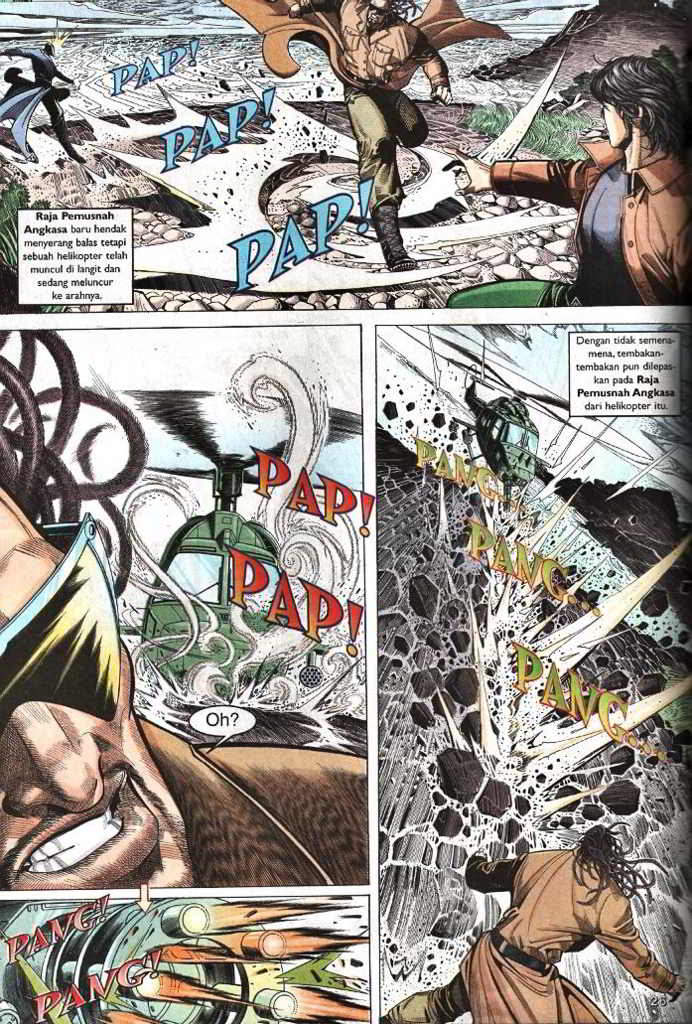 PAP!
PAP!
PAP!
Raja Pemusnah
Angkasa baru hendak
menyerang balas tetapi
sebuah helikopter telah
muncul di langit dan
sedang meluncur
ke arahnya.
PAP!
PAP!
Oh?
Dengan tidak semena-
mena, tembakan-
tembakan pun dilepas-
kan pada Raja
Pemusnah Angkasa
dari helikopter itu.
PANG...
PANG...
PANG...
PANG!
PANG!
28